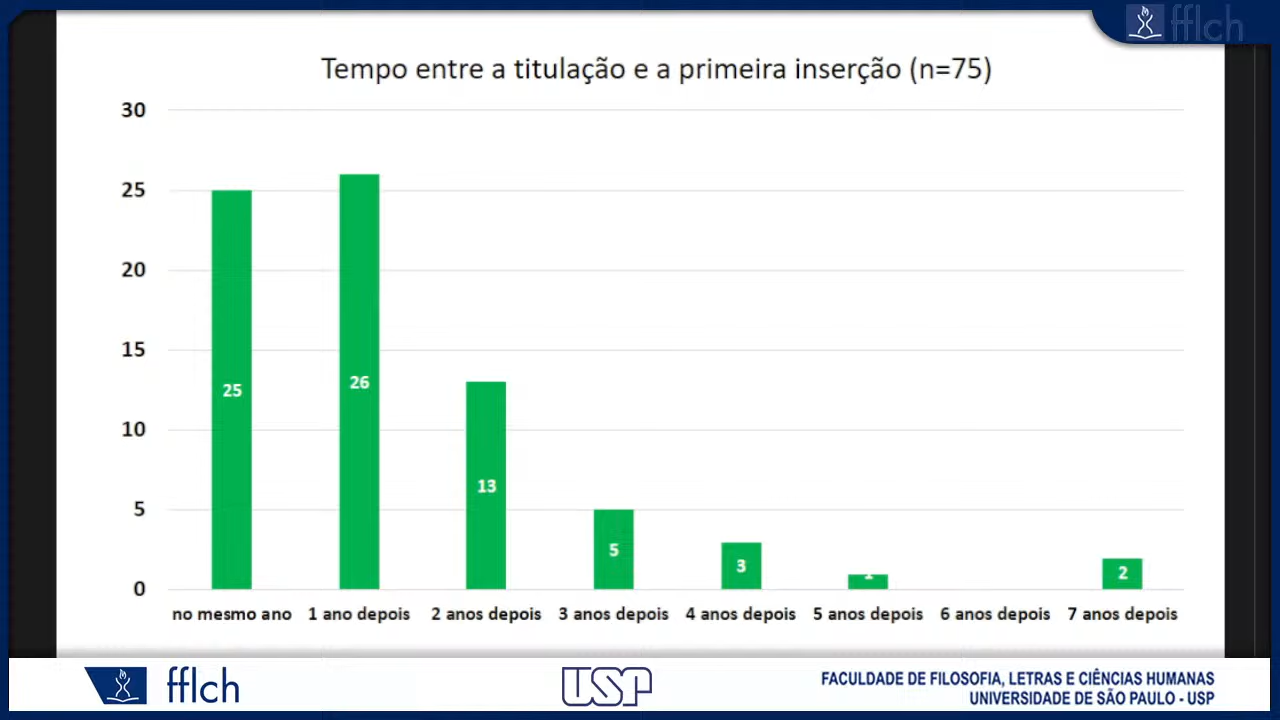 fflch
Tempo entre a titulação e a primeira inserção (n=75)
30
25
20
15
10
5
0
25
26
13
5
3
1
2
no mesmo ano 1 ano depois 2 anos depois 3 anos depois 4 anos depois 5 anos depois 6 anos depois 7 anos depois
fflch
USP
FACULDADE DE FILOSOFIA, LETRAS E CIÊNCIAS HUMANAS
UNIVERSIDADE DE SÃO PAULO - USP